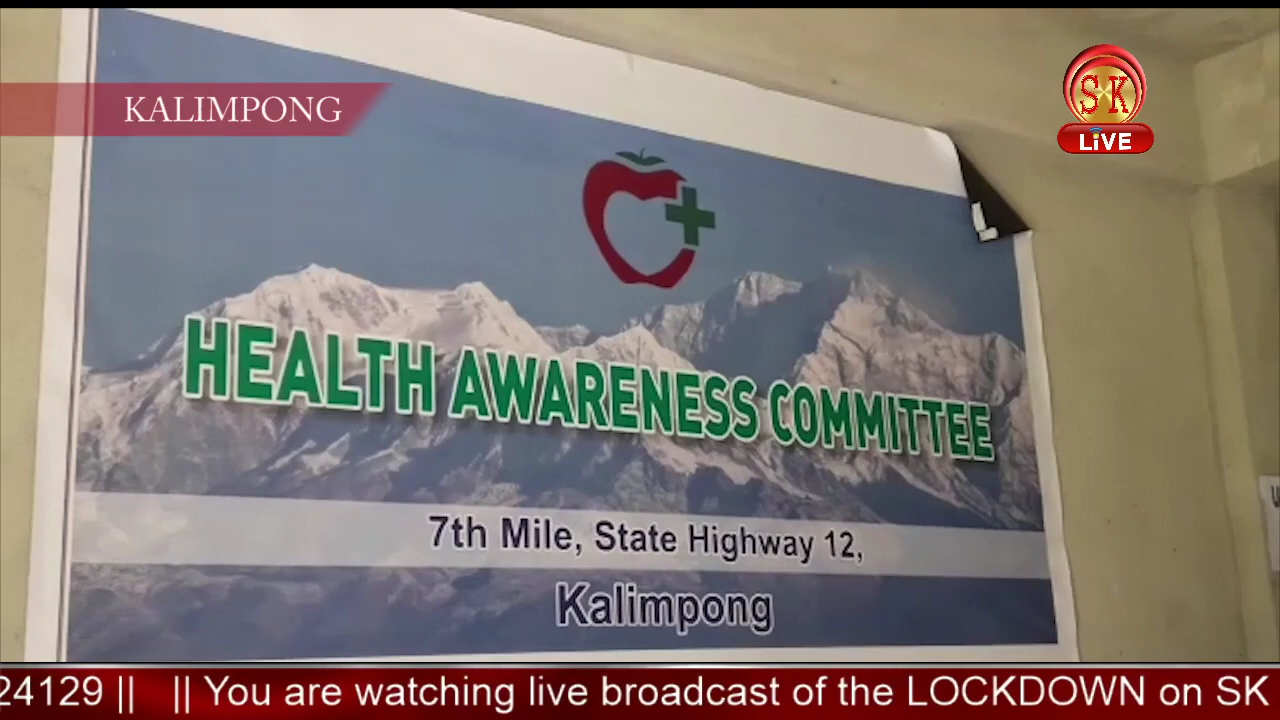 KALIMPONG
SK
LiVE
HEALTH AWARENESS COMMITTEE
7th Mile, State Highway 12,
Kalimpong
24129 || || You are watching live broadcast of the LOCKDOWN on SK